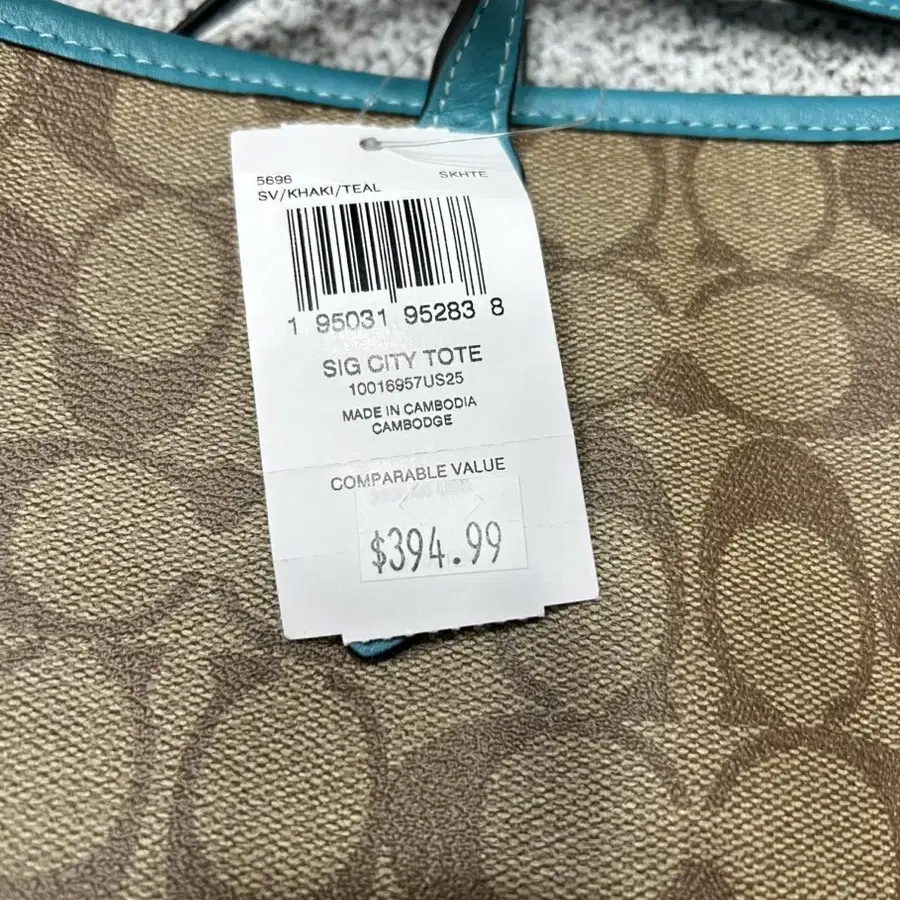 5696 SKHTE
SV/KHAKI/TEAL
1 95031 95283 8
SIG CITY TOTE
10016957US25
MADE IN CAMBODIA
CAMBODGE
COMPARABLE VALUE
$394.99